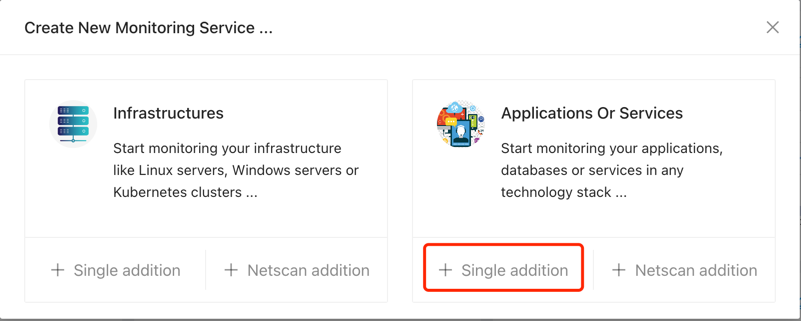 Create New Monitoring Service ...
Infrastructures
Start monitoring your infrastructure
like Linux servers, Windows servers or
Kubernetes clusters ...
+ Single addition
+ Netscan addition
Applications Or Services
Start monitoring your applications,
databases or services in any
technology stack ...
+ Single addition
+ Netscan addition